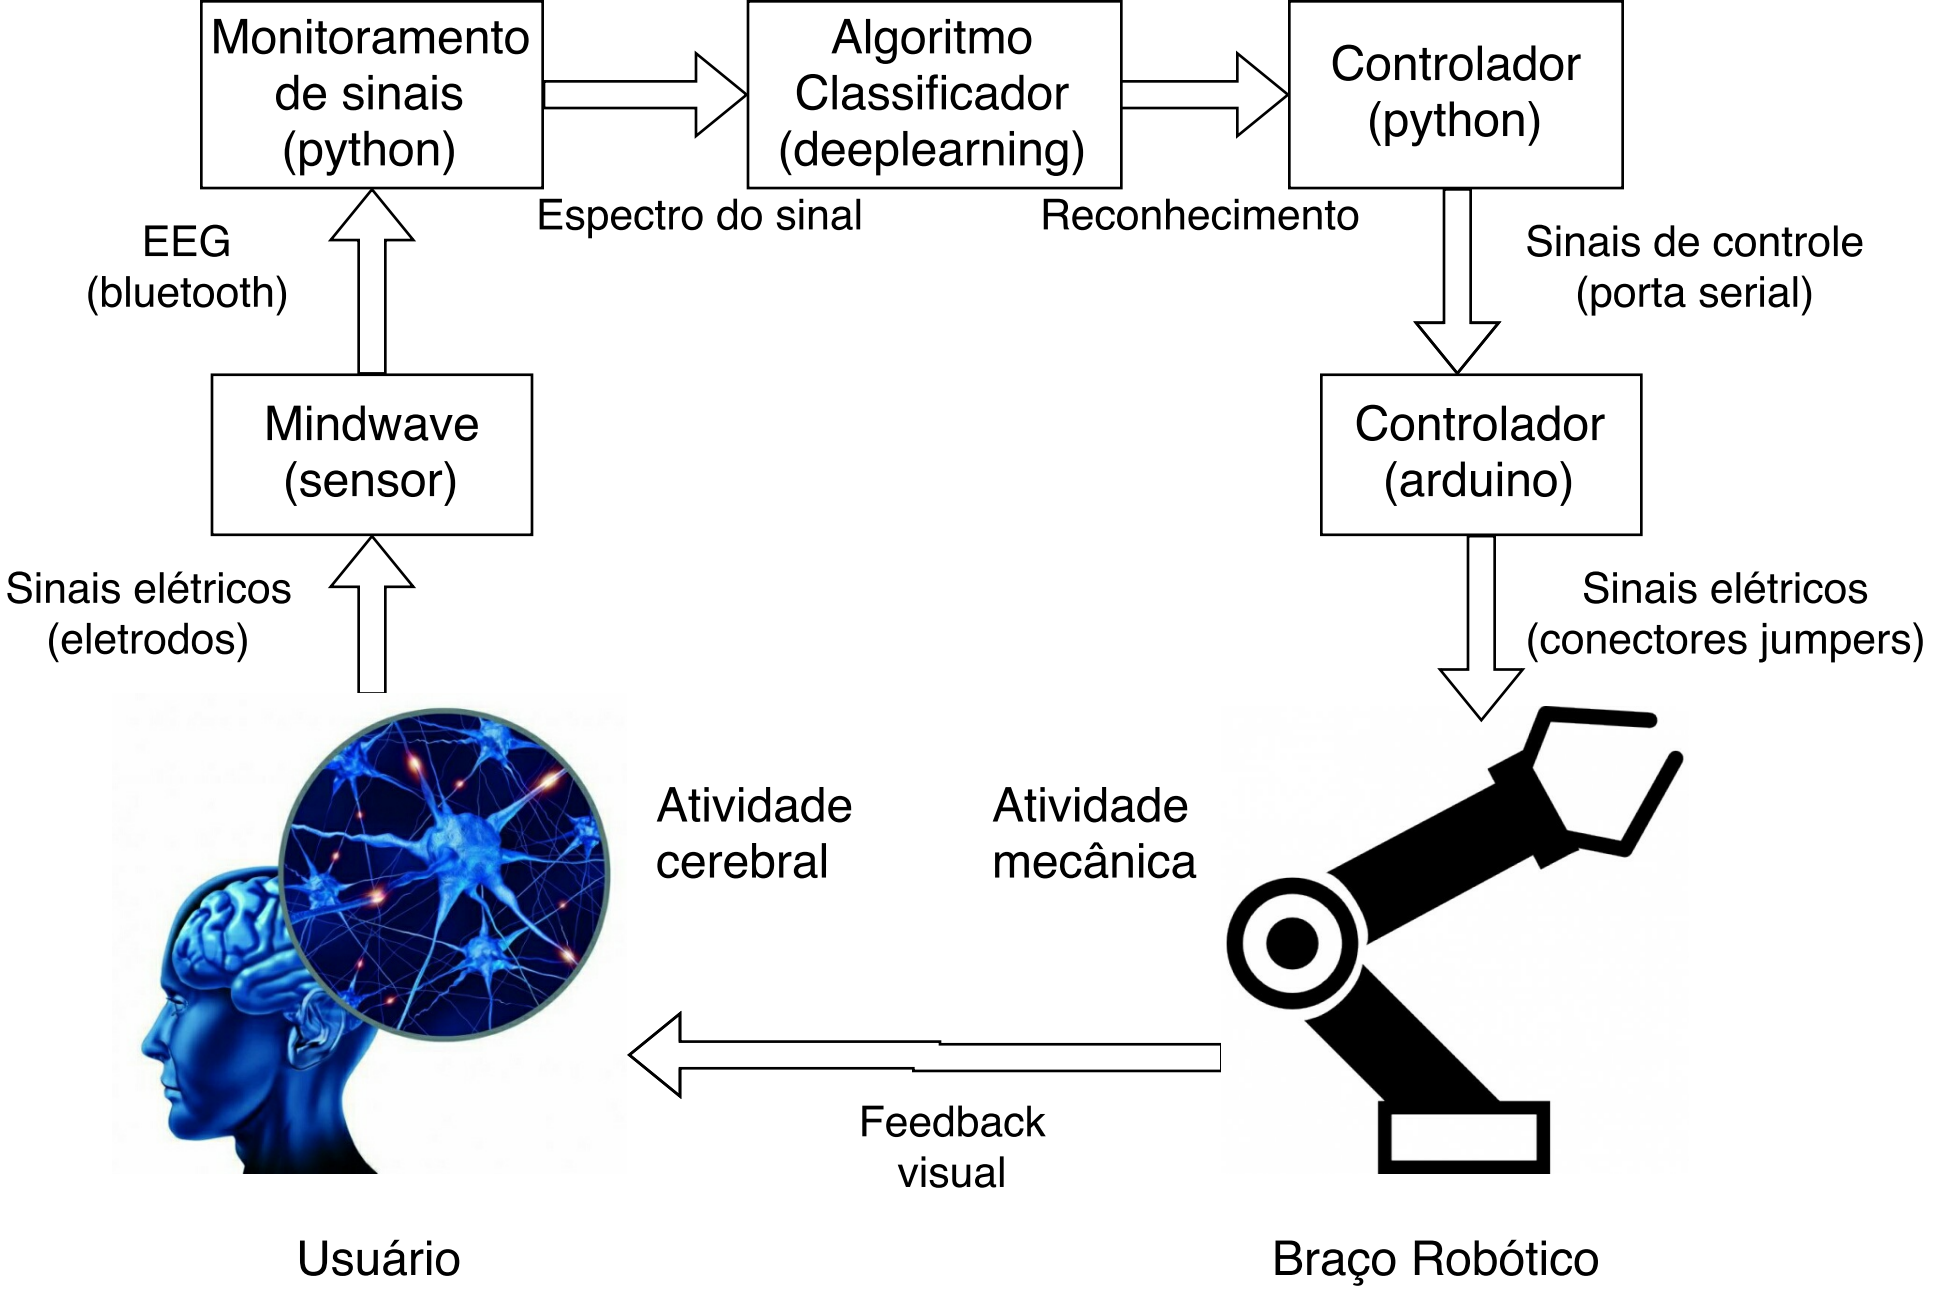 Monitoramento
de sinais
(python)
Algoritmo
Classificador
(deeplearning)
Controlador
(python)
Espectro do sinal
Reconhecimento
EEG
(bluetooth)
Sinais de controle
(porta serial)
Mindwave
(sensor)
Controlador
(arduino)
Sinais elétricos
(eletrodos)
Sinais elétricos
(conectores jumpers)
Atividade
cerebral
Atividade
mecânica
Feedback
visual
Usuário
Braço Robótico